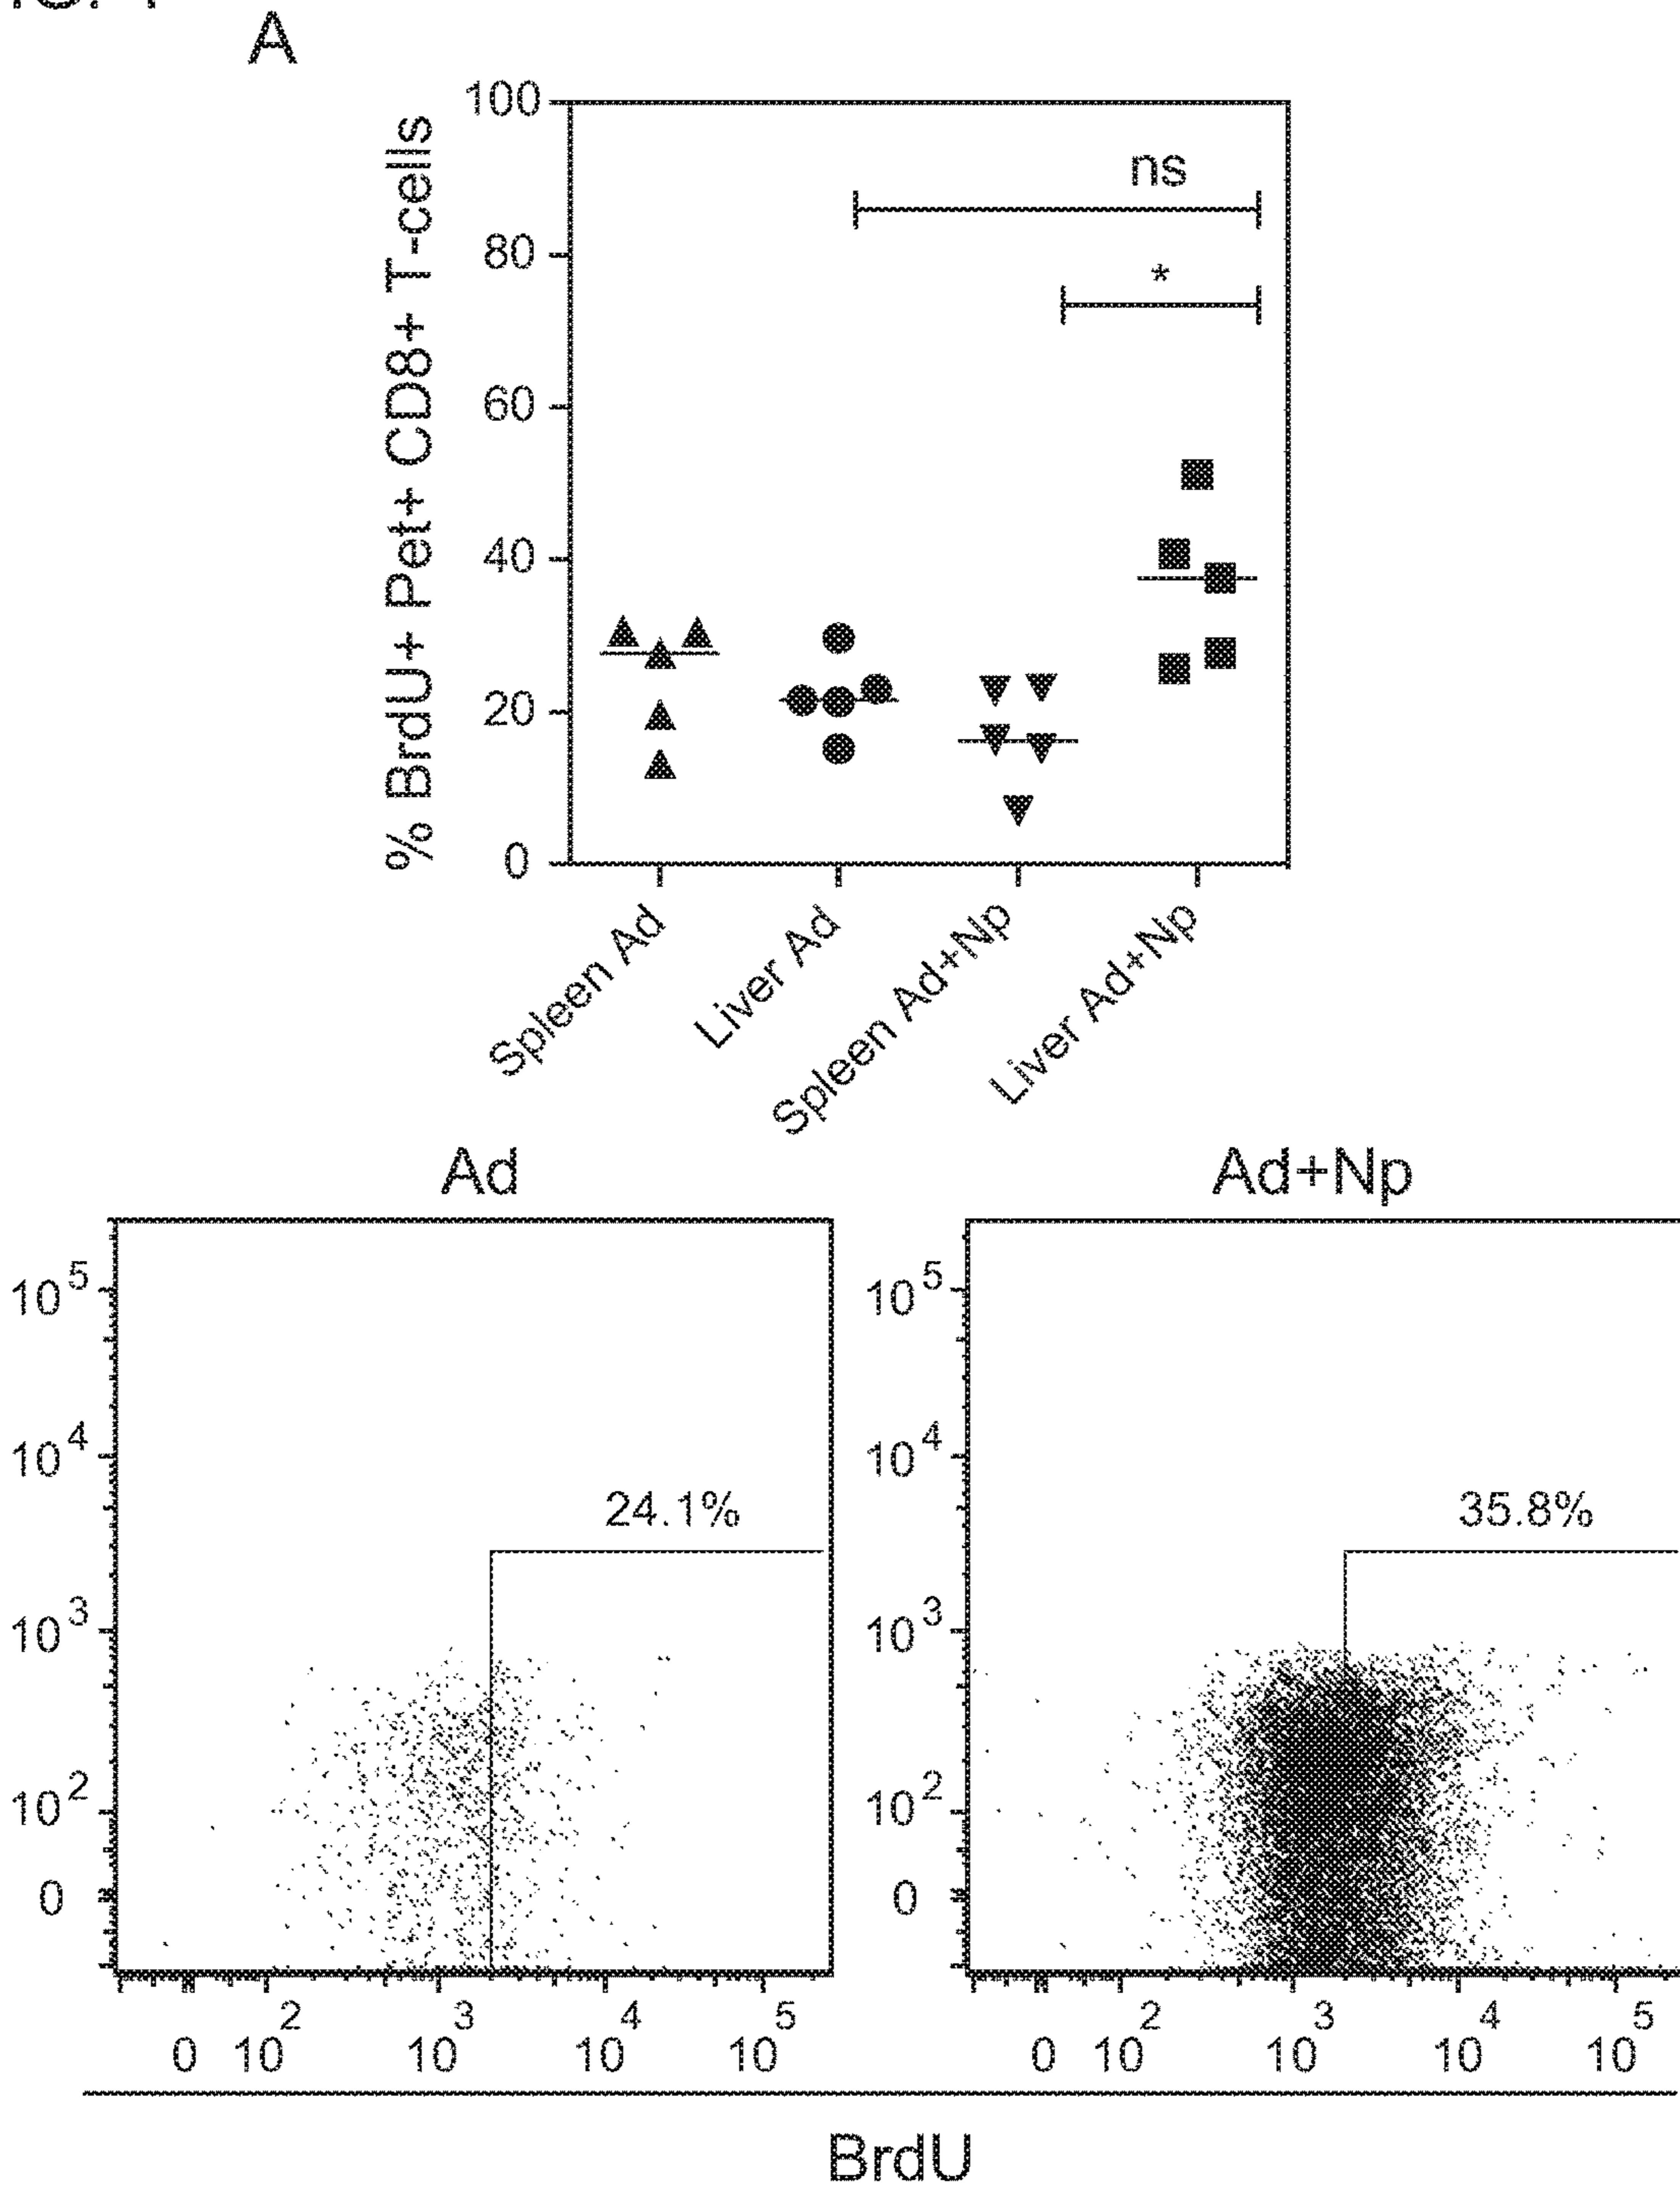 A
% BrdU+ Pet+ CD8+ T-cells
100
80
60
40
20
0
ns
*
Spleen Ad
Liver Ad
Spleen Ad+Np
Liver Ad+Np
Ad
10^5
10^4
10^3
10^2
0
24.1%
0 10^2 10^3 10^4 10^5
Ad+Np
10^5
10^4
10^3
10^2
0
35.8%
0 10^2 10^3 10^4 10^5
BrdU